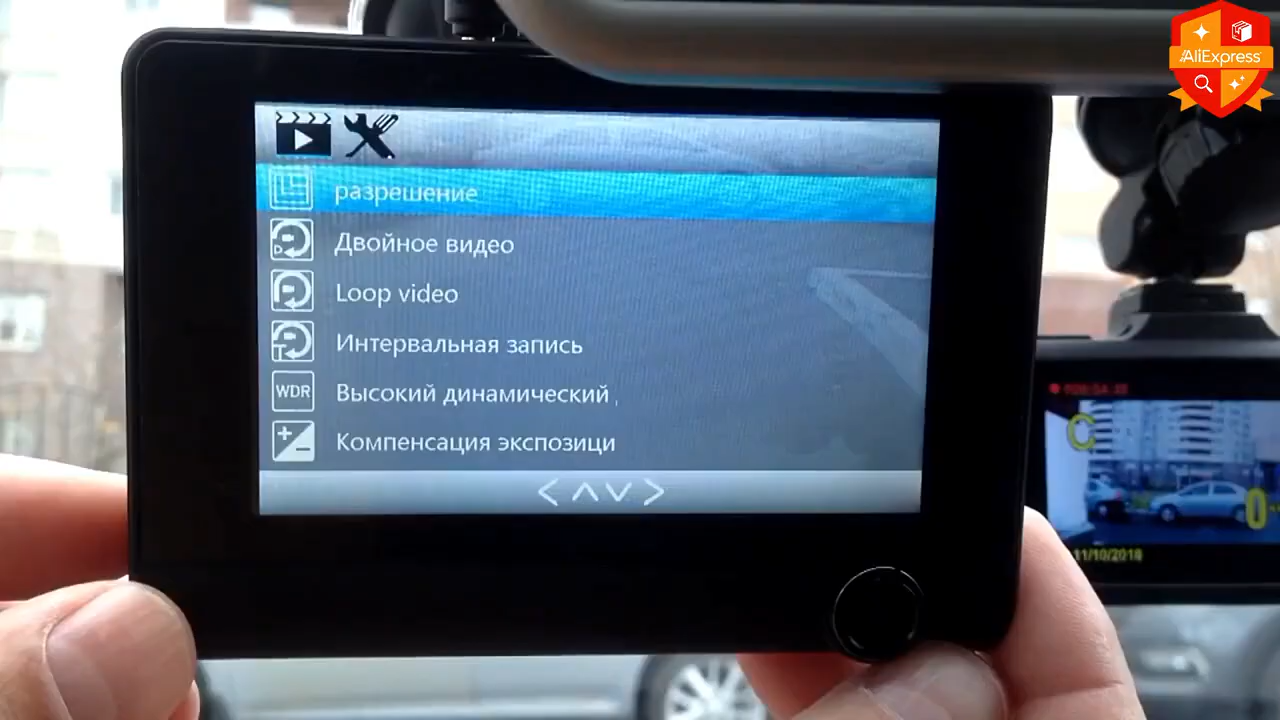 AliExpress
разрешение
Двойное видео
Loop video
Интервальная запись
WDR
Высокий динамический
Компенсация экспозици
11/10/2018